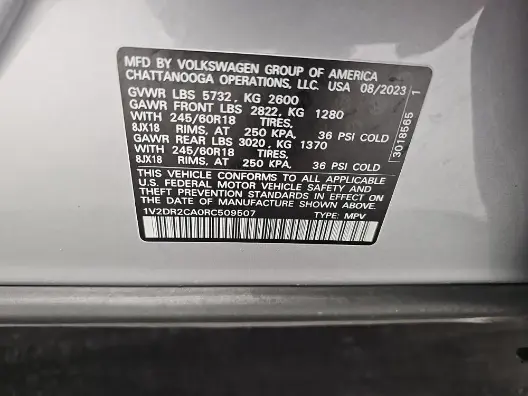 MFD BY VOLKSWAGEN GROUP OF AMERICA
CHATTANOOGA OPERATIONS, LLC. USA 08/2023
GVWR LBS 5732, KG 2600
GAWR FRONT LBS 2822, KG 1280
WITH 245/60R18 TIRES,
8JX18 RIMS, AT 250 KPA, 36 PSI COLD
GAWR REAR LBS 3020, KG 1370
WITH 245/60R18 TIRES,
8JX18 RIMS, AT 250 KPA, 36 PSI COLD
THIS VEHICLE CONFORMS TO ALL APPLICABLE
U.S. FEDERAL MOTOR VEHICLE SAFETY AND
THEFT PREVENTION STANDARDS IN EFFECT ON
THE DATE OF MANUFACTURE SHOWN ABOVE
1V2DR2CA0RC509507 TYPE: MPV
3018565 1